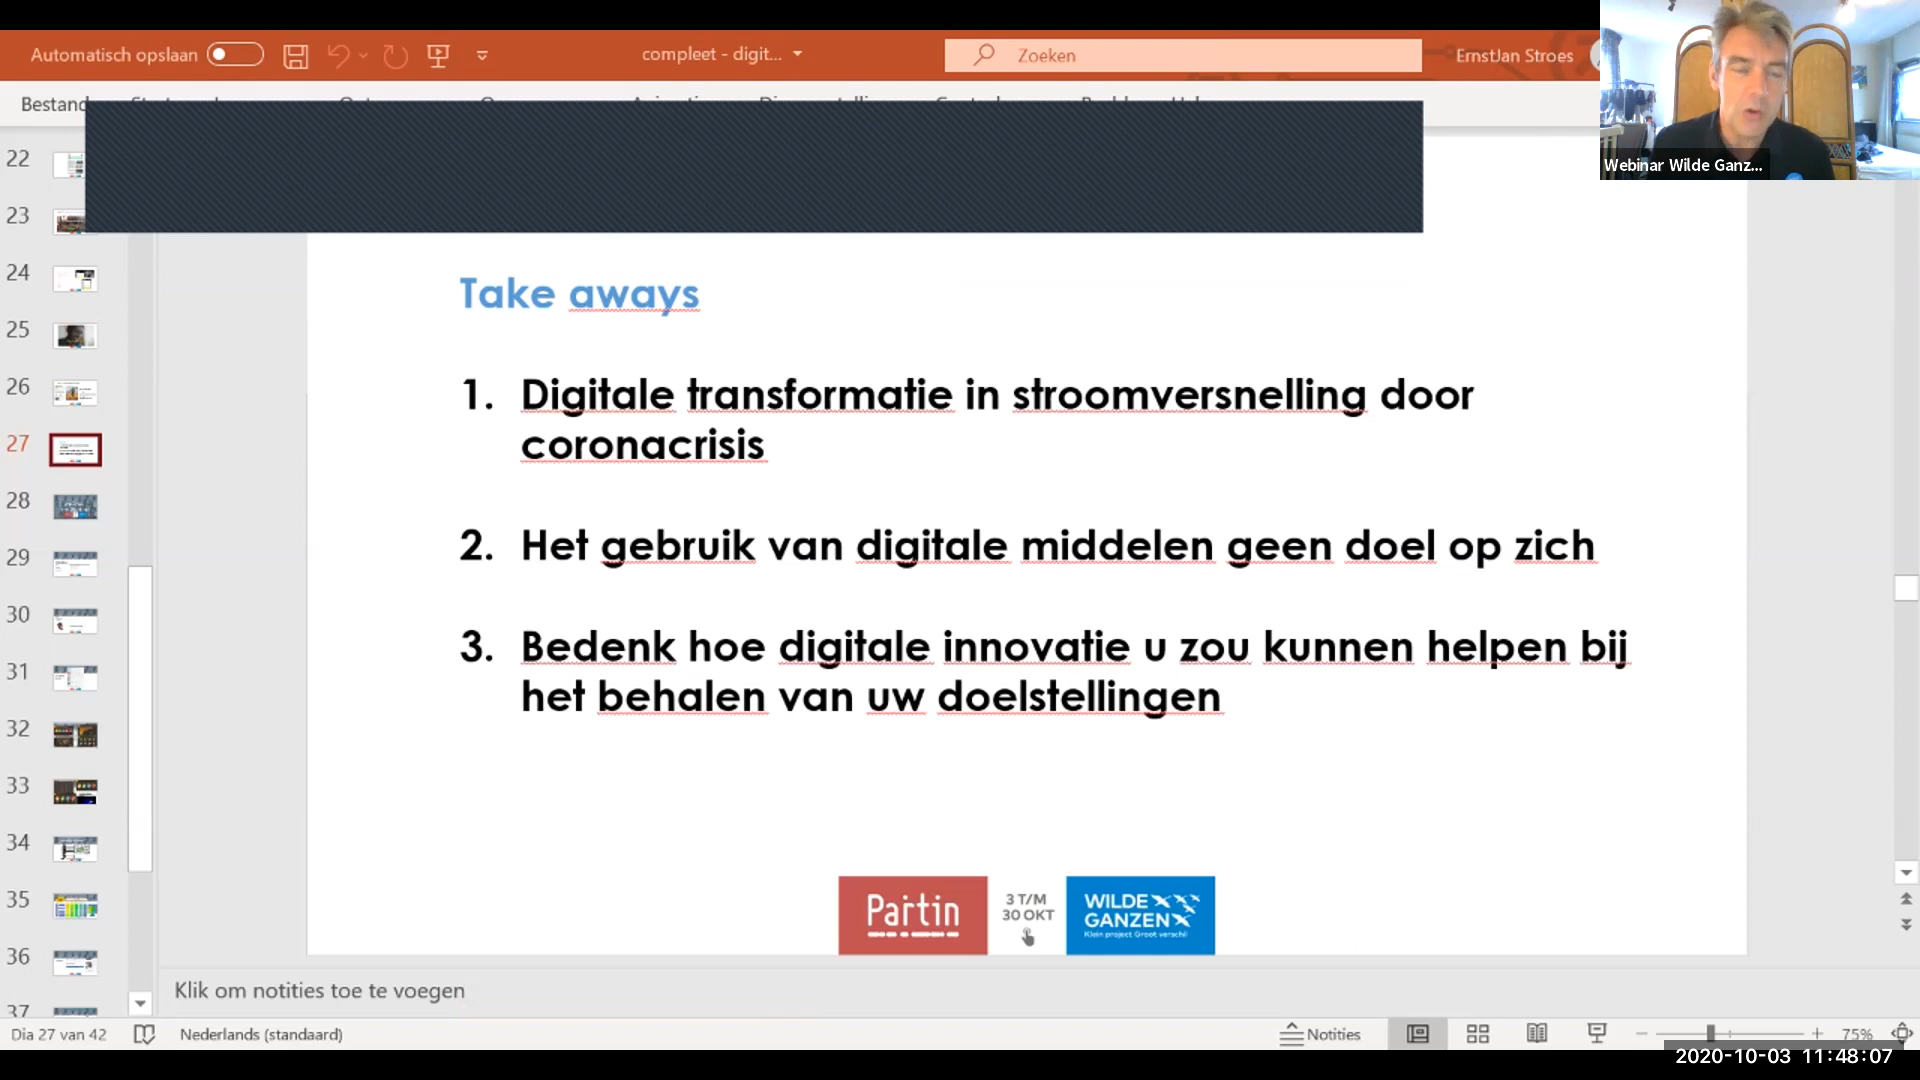 Automatisch opslaan
compleet - digit...
Zoeken
ErnstJan Stroes
Webinar Wilde Ganz...
Bestand
22
23
24
25
26
27
28
29
30
31
32
33
34
35
36
37
Take aways
1. Digitale transformatie in stroomversnelling door
coronacrisis
2. Het gebruik van digitale middelen geen doel op zich
3. Bedenk hoe digitale innovatie u zou kunnen helpen bij
het behalen van uw doelstellingen
Partin
3 T/M
30 OKT
WILDE
GANZEN
Klein project Groot verschil
Klik om notities toe te voegen
Dia 27 van 42
Nederlands (standaard)
Notities
75%
2020-10-03 11:48:07